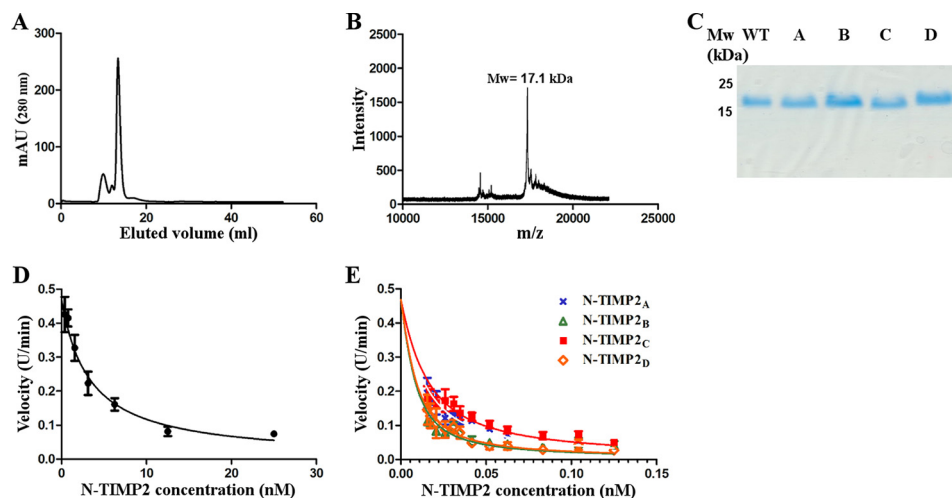 A
mAU (280 nm)
300
200
100
0
0 20 40 60
Eluted volume (ml)
B
Intensity
2500
2000
1500
1000
500
0
Mw= 17.1 kDa
10000 15000 20000 25000
m/z
C
Mw WT A B C D
(kDa)
25
15
D
Velocity (U/min)
0.5
0.4
0.3
0.2
0.1
0.0
0 10 20 30
N-TIMP2 concentration (nM)
E
Velocity (U/min)
0.5
0.4
0.3
0.2
0.1
0.0
N-TIMP2A
N-TIMP2B
N-TIMP2C
N-TIMP2D
0.00 0.05 0.10 0.15
N-TIMP2 concentration (nM)